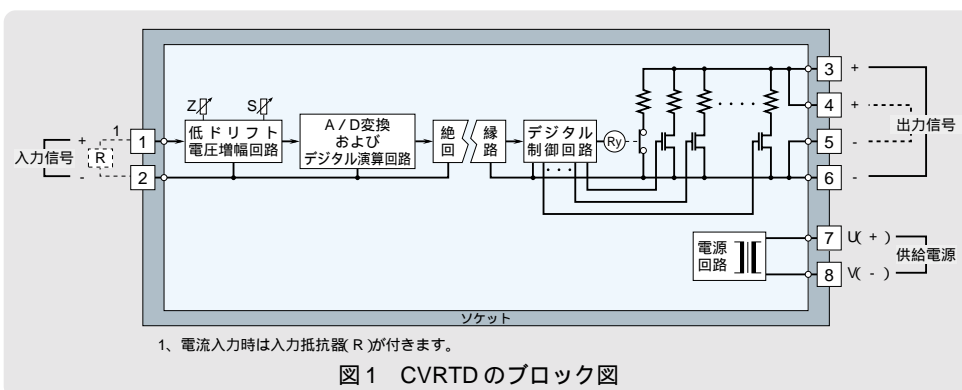 Z
S
低ドリフト
電圧増幅回路
A / D変換
および
デジタル演算回路
絶
回
縁
路
デジタル
制御回路
Ry
1
+
入力信号
R
-
1
2
3
+
4
+
5
-
6
-
出力信号
7
U( + )
8
V( - )
供給電源
電源
回路
ソケット
1、電流入力時は入力抵抗器( R )が付きます。
図1 CVRTDのブロック図